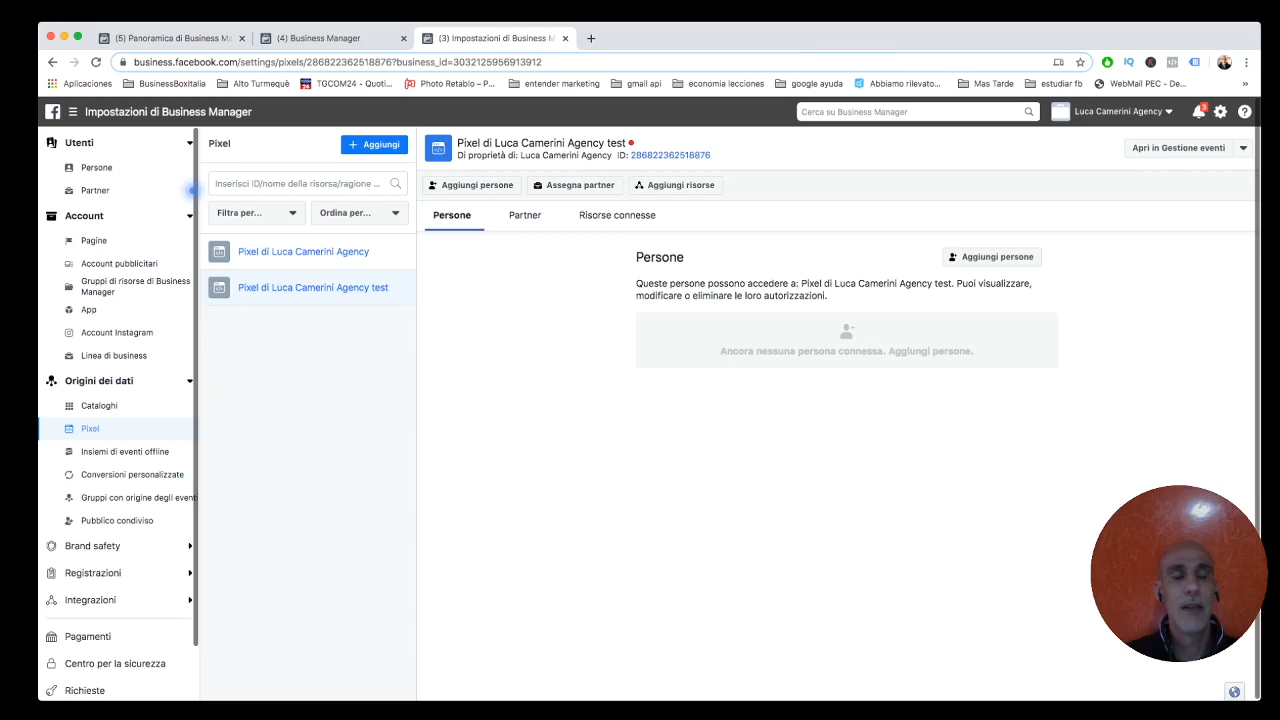 (5) Panoramica di Business Ma
(4) Business Manager
(3) Impostazioni di Business M
business.facebook.com/settings/pixels/286822362518876?business_id=3032125956913912
Aplicaciones
BusinessBoxItalia
Alto Turmequè
TGCOM24 - Quoti...
Photo Retablo – P...
entender marketing
gmail api
economia lecciones
google ayuda
Abbiamo rilevato...
Mas Tarde
estudiar fb
WebMail PEC - De...
»
Impostazioni di Business Manager
Cerca su Business Manager
Luca Camerini Agency
Utenti
Persone
Partner
Account
Pagine
Account pubblicitari
Gruppi di risorse di Business
Manager
App
Account Instagram
Linea di business
Origini dei dati
Cataloghi
Pixel
Insiemi di eventi offline
Conversioni personalizzate
Gruppi con origine degli eventi
Pubblico condiviso
Brand safety
Registrazioni
Integrazioni
Pagamenti
Centro per la sicurezza
Richieste
Pixel
+ Aggiungi
Inserisci ID/nome della risorsa/ragione ...
Filtra per...
Ordina per...
Pixel di Luca Camerini Agency
Pixel di Luca Camerini Agency test
Pixel di Luca Camerini Agency test
Di proprietà di: Luca Camerini Agency ID: 286822362518876
Apri in Gestione eventi
Aggiungi persone
Assegna partner
Aggiungi risorse
Persone
Partner
Risorse connesse
Persone
Aggiungi persone
Queste persone possono accedere a: Pixel di Luca Camerini Agency test. Puoi visualizzare,
modificare o eliminare le loro autorizzazioni.
Ancora nessuna persona connessa. Aggiungi persone.